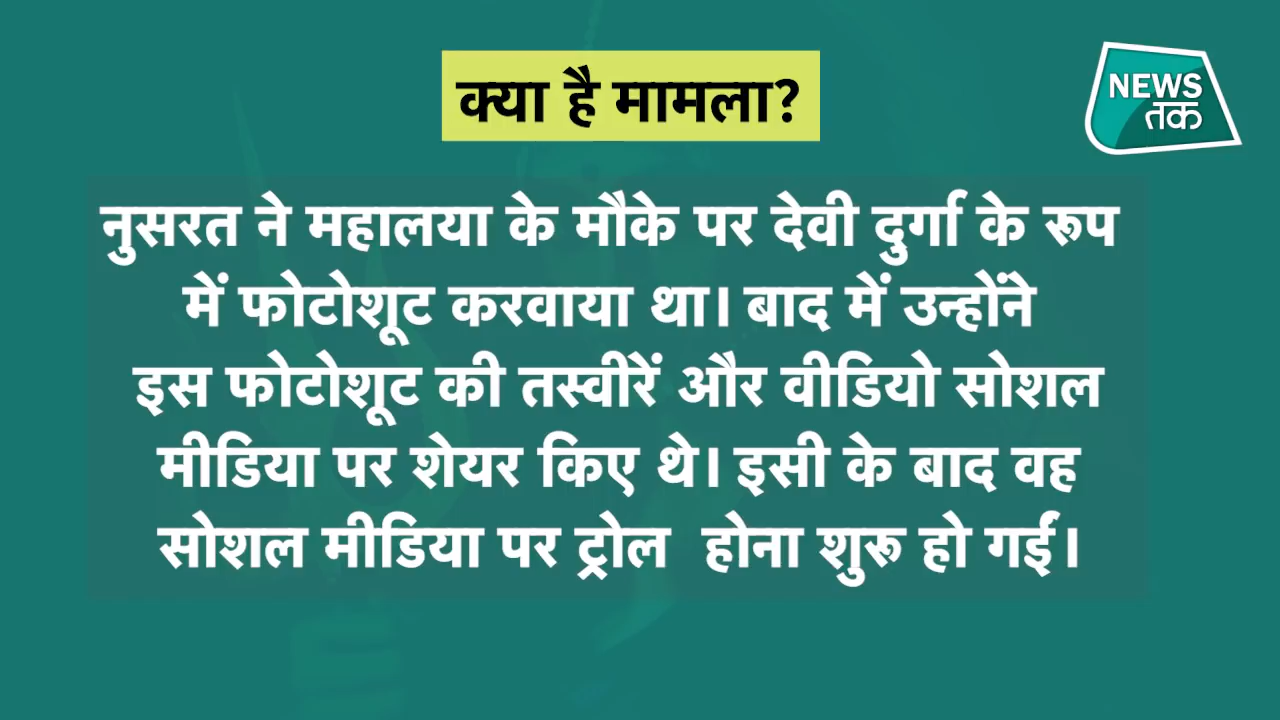 क्या है मामला?
NEWS
तक
नुसरत ने महालया के मौके पर देवी दुर्गा के रूप
में फोटोशूट करवाया था। बाद में उन्होंने
इस फोटोशूट की तस्वीरें और वीडियो सोशल
मीडिया पर शेयर किए थे। इसी के बाद वह
सोशल मीडिया पर ट्रोल होना शुरू हो गईं।